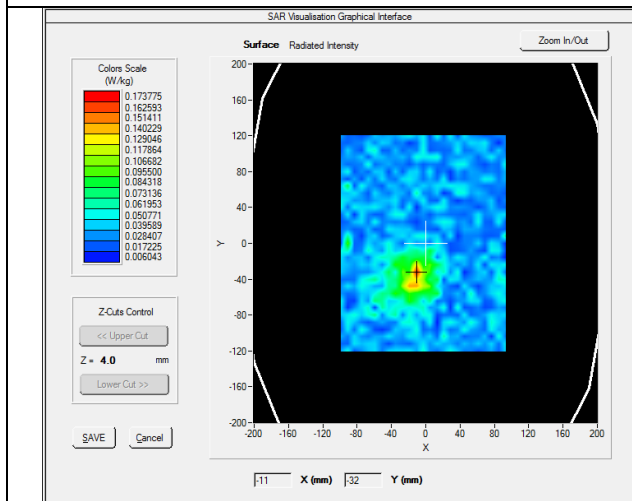 SAR Visualisation Graphical Interface
Surface Radiated Intensity
Zoom In/Out
Colors Scale
(W/kg)
0.173775
0.162593
0.151411
0.140229
0.129046
0.117864
0.106682
0.095500
0.084318
0.073136
0.061953
0.050771
0.039589
0.028407
0.017225
0.006043
Z-Cuts Control
<< Upper Cut
Z = 4.0 mm
Lower Cut >>
SAVE Cancel
200
160
120
80
40
0
-40
-80
-120
-160
-200
Y
-200 -160 -120 -80 -40 0 40 80 120 160 200
X
-11 X (mm) -32 Y (mm)